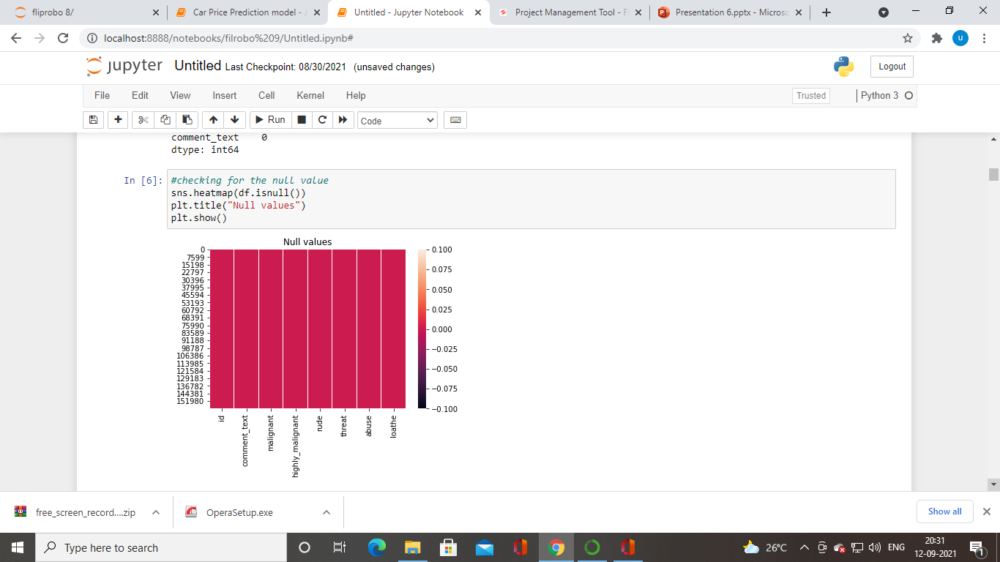 fliprobo 8/
Car Price Prediction model - J
Untitled - Jupyter Notebook
Project Management Tool - F
Presentation 6.pptx - Microso
localhost:8888/notebooks/filrobo%209/Untitled.ipynb#
u
jupyter Untitled Last Checkpoint: 08/30/2021 (unsaved changes)
Logout
File Edit View Insert Cell Kernel Help
Trusted
Python 3
Run
Code
comment_text 0
dtype: int64
In [6]:
#checking for the null value
sns.heatmap(df.isnull())
plt.title("Null values")
plt.show()
Null values
0
7599
15198
22797
30396
37995
45594
53193
60792
68391
75990
83589
91188
98787
106386
113985
121584
129183
136782
144381
151980
id
comment_text
malignant
highly_malignant
rude
threat
abuse
loathe
0.100
0.075
0.050
0.025
0.000
−0.025
−0.050
−0.075
−0.100
free_screen_record....zip
OperaSetup.exe
Show all
Type here to search
26°C
ENG
20:31
12-09-2021
1